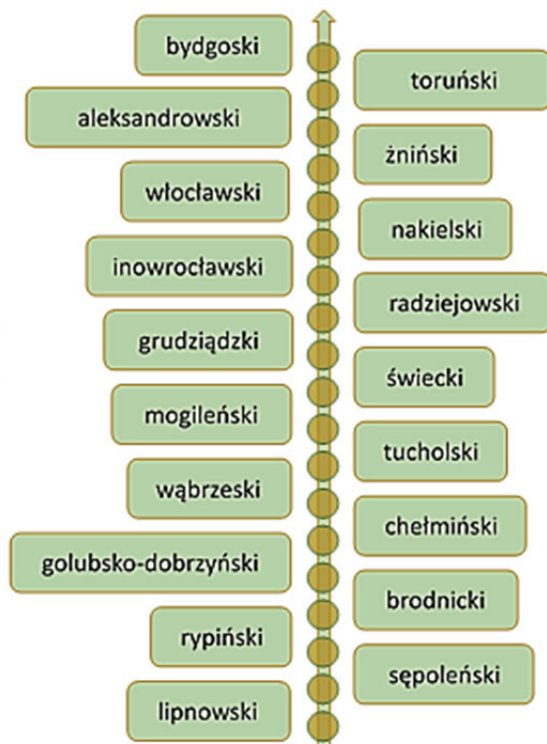 bydgoski
toruński
aleksandrowski
żniński
włocławski
nakielski
inowrocławski
radziejowski
grudziądzki
świecki
mogileński
tucholski
wąbrzeski
chełmiński
golubsko-dobrzyński
brodnicki
rypiński
sępoleński
lipnowski